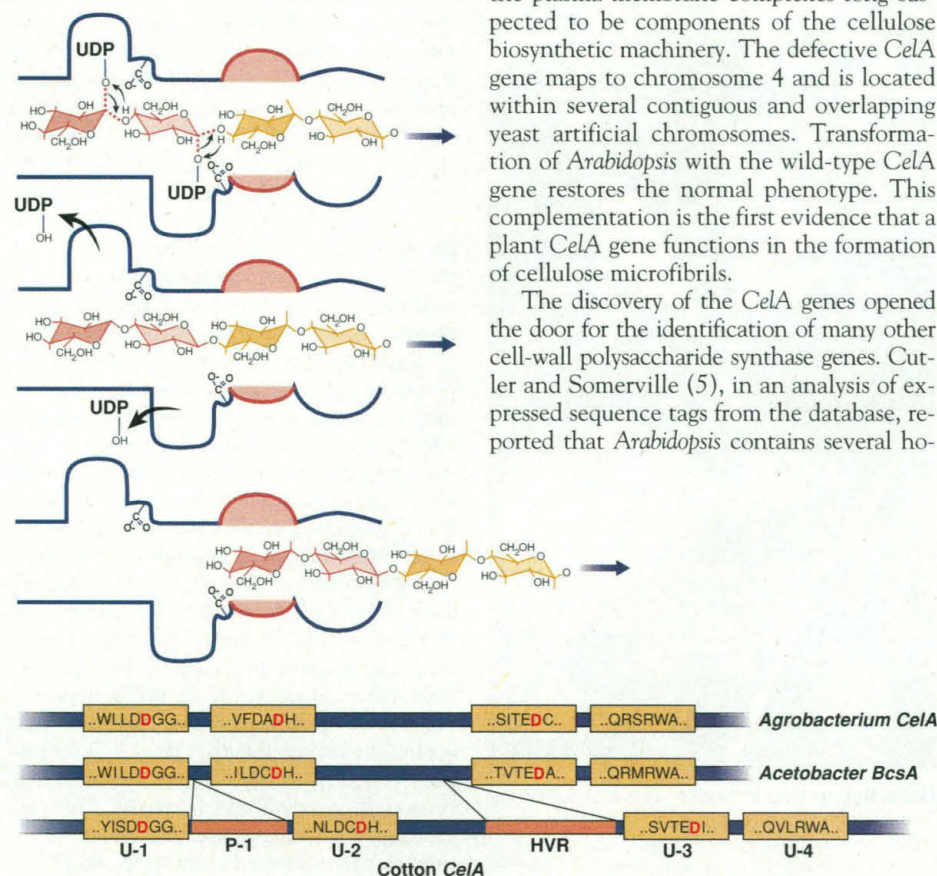 the plasma membrane complexes long sus-
pected to be components of the cellulose
biosynthetic machinery. The defective CelA
gene maps to chromosome 4 and is located
within several contiguous and overlapping
yeast artificial chromosomes. Transforma-
tion of Arabidopsis with the wild-type CelA
gene restores the normal phenotype. This
complementation is the first evidence that a
plant CelA gene functions in the formation
of cellulose microfibrils.
The discovery of the CelA genes opened
the door for the identification of many other
cell-wall polysaccharide synthase genes. Cut-
ler and Somerville (5), in an analysis of ex-
pressed sequence tags from the database, re-
ported that Arabidopsis contains several ho-
UDP
UDP
UDP
OH
UDP
OH
..WLLDDDGG.. ..VFDADH.. ..SITEDC.. ..QRSRWA.. Agrobacterium CelA
..WILDDDGG.. ..ILDCDH.. ..TVTEDA.. ..QRMRWA.. Acetobacter BcsA
..YISDDDGG.. ..NLDCDH.. ..SVTEDI.. ..QVLRWA..
U-1 P-1 U-2 HVR U-3 U-4
Cotton CelA